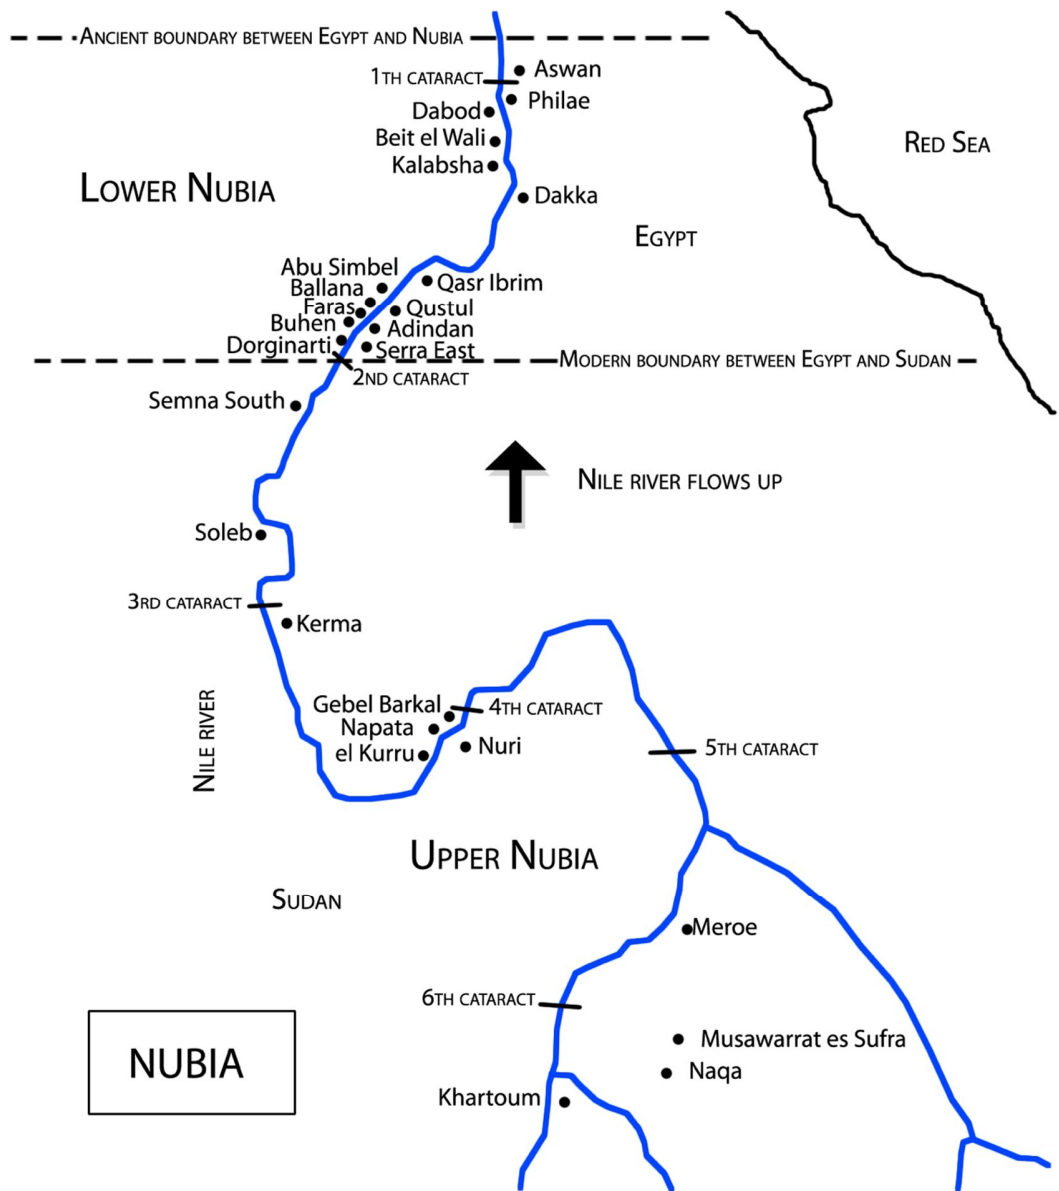 Ancient boundary between Egypt and Nubia
1th cataract
Aswan
Philae
Dabod
Beit el Wali
Kalabsha
Dakka
Red Sea
Lower Nubia
Egypt
Abu Simbel
Ballana
Faras
Buhen
Dorginarti
Qasr Ibrim
Qustul
Adindan
Serra East
Modern boundary between Egypt and Sudan
2nd cataract
Semna South
Nile river flows up
Soleb
3rd cataract
Kerma
Nile river
Gebel Barkal
Napata
el Kurru
4th cataract
Nuri
5th cataract
Upper Nubia
Sudan
Meroe
6th cataract
Musawarrat es Sufra
Naqa
Khartoum
NUBIA